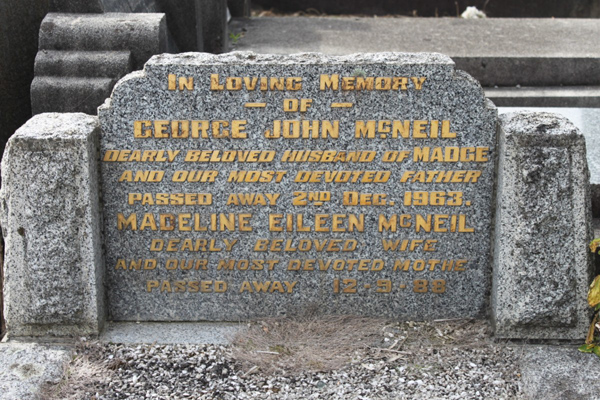 IN LOVING MEMORY
— OF —
GEORGE JOHN McNEIL
DEARLY BELOVED HUSBAND OF MADGE
AND OUR MOST DEVOTED FATHER
PASSED AWAY 2ND DEC. 1963.
MADELINE EILEEN McNEIL
DEARLY BELOVED WIFE
AND OUR MOST DEVOTED MOTHE
PASSED AWAY 12-9-88